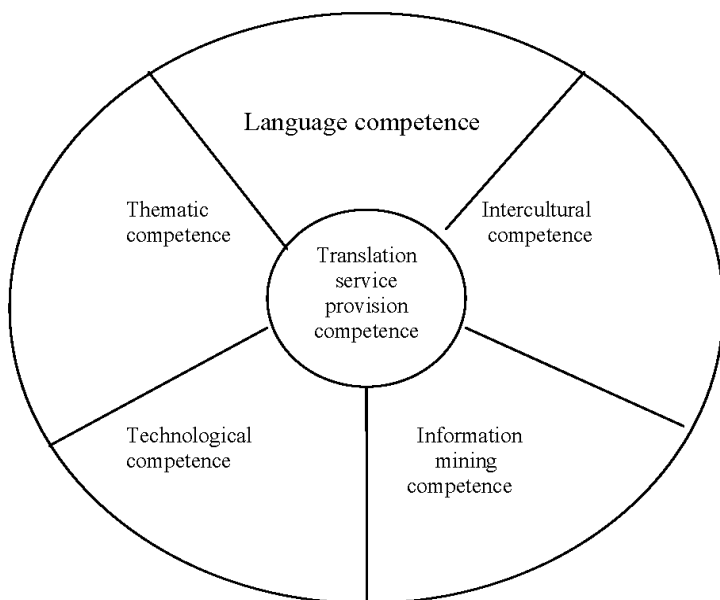 Language competence
Thematic
competence
Intercultural
competence
Translation
service
provision
competence
Technological
competence
Information
mining
competence